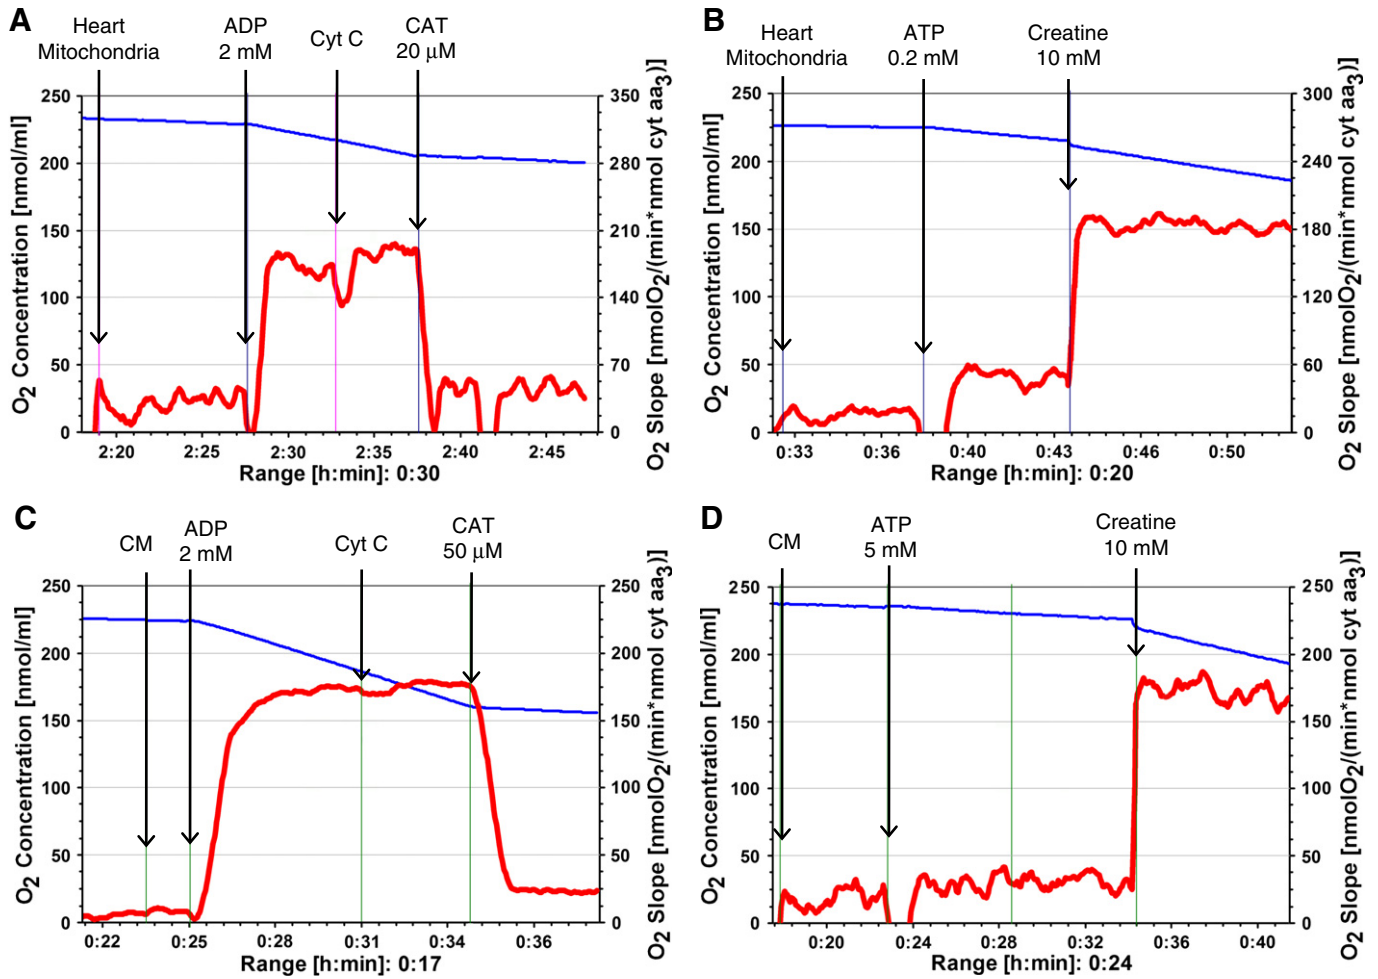 A
Heart
Mitochondria
ADP
2 mM
Cyt C
CAT
20 µM
O2 Concentration [nmol/ml]
250
200
150
100
50
0
350
280
210
140
70
0
O2 Slope [nmolO2/(min*nmol cyt aa3)]
2:20 2:25 2:30 2:35 2:40 2:45
Range [h:min]: 0:30
B
Heart
Mitochondria
ATP
0.2 mM
Creatine
10 mM
O2 Concentration [nmol/ml]
250
200
150
100
50
0
300
240
180
120
60
0
O2 Slope [nmolO2/(min*nmol cyt aa3)]
0:33 0:36 0:40 0:43 0:46 0:50
Range [h:min]: 0:20
C
CM
ADP
2 mM
Cyt C
CAT
50 µM
O2 Concentration [nmol/ml]
250
200
150
100
50
0
250
200
150
100
50
0
O2 Slope [nmolO2/(min*nmol cyt aa3)]
0:22 0:25 0:28 0:31 0:34 0:36
Range [h:min]: 0:17
D
CM
ATP
5 mM
Creatine
10 mM
O2 Concentration [nmol/ml]
250
200
150
100
50
0
250
200
150
100
50
0
O2 Slope [nmolO2/(min*nmol cyt aa3)]
0:20 0:24 0:28 0:32 0:36 0:40
Range [h:min]: 0:24